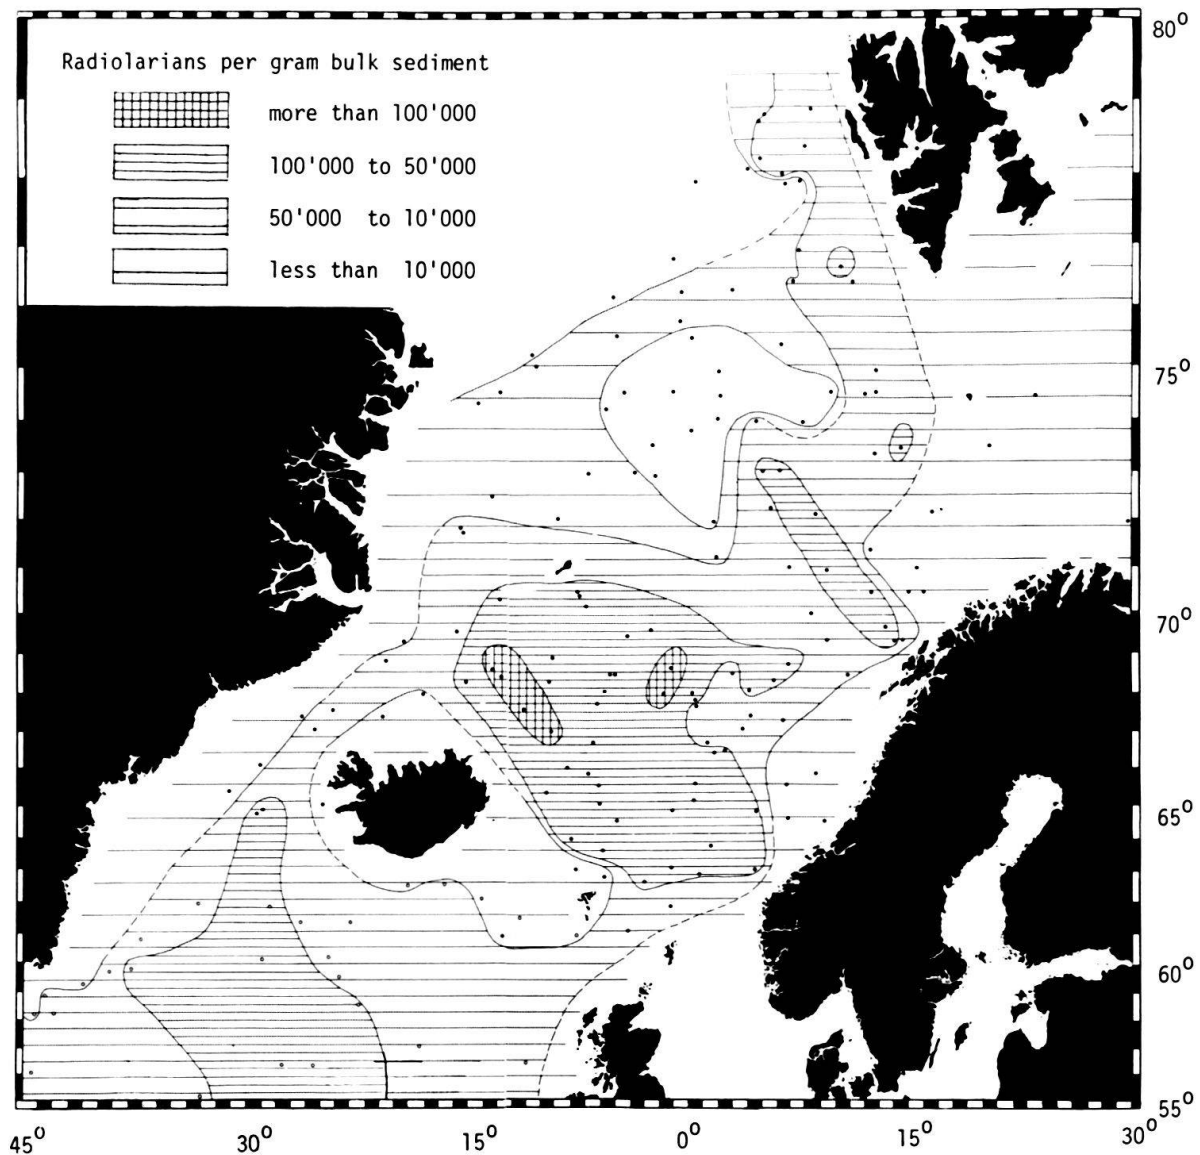 Radiolarians per gram bulk sediment
more than 100'000
100'000 to 50'000
50'000 to 10'000
less than 10'000
80°
75°
70°
65°
60°
55°
45° 30° 15° 0° 15° 30°